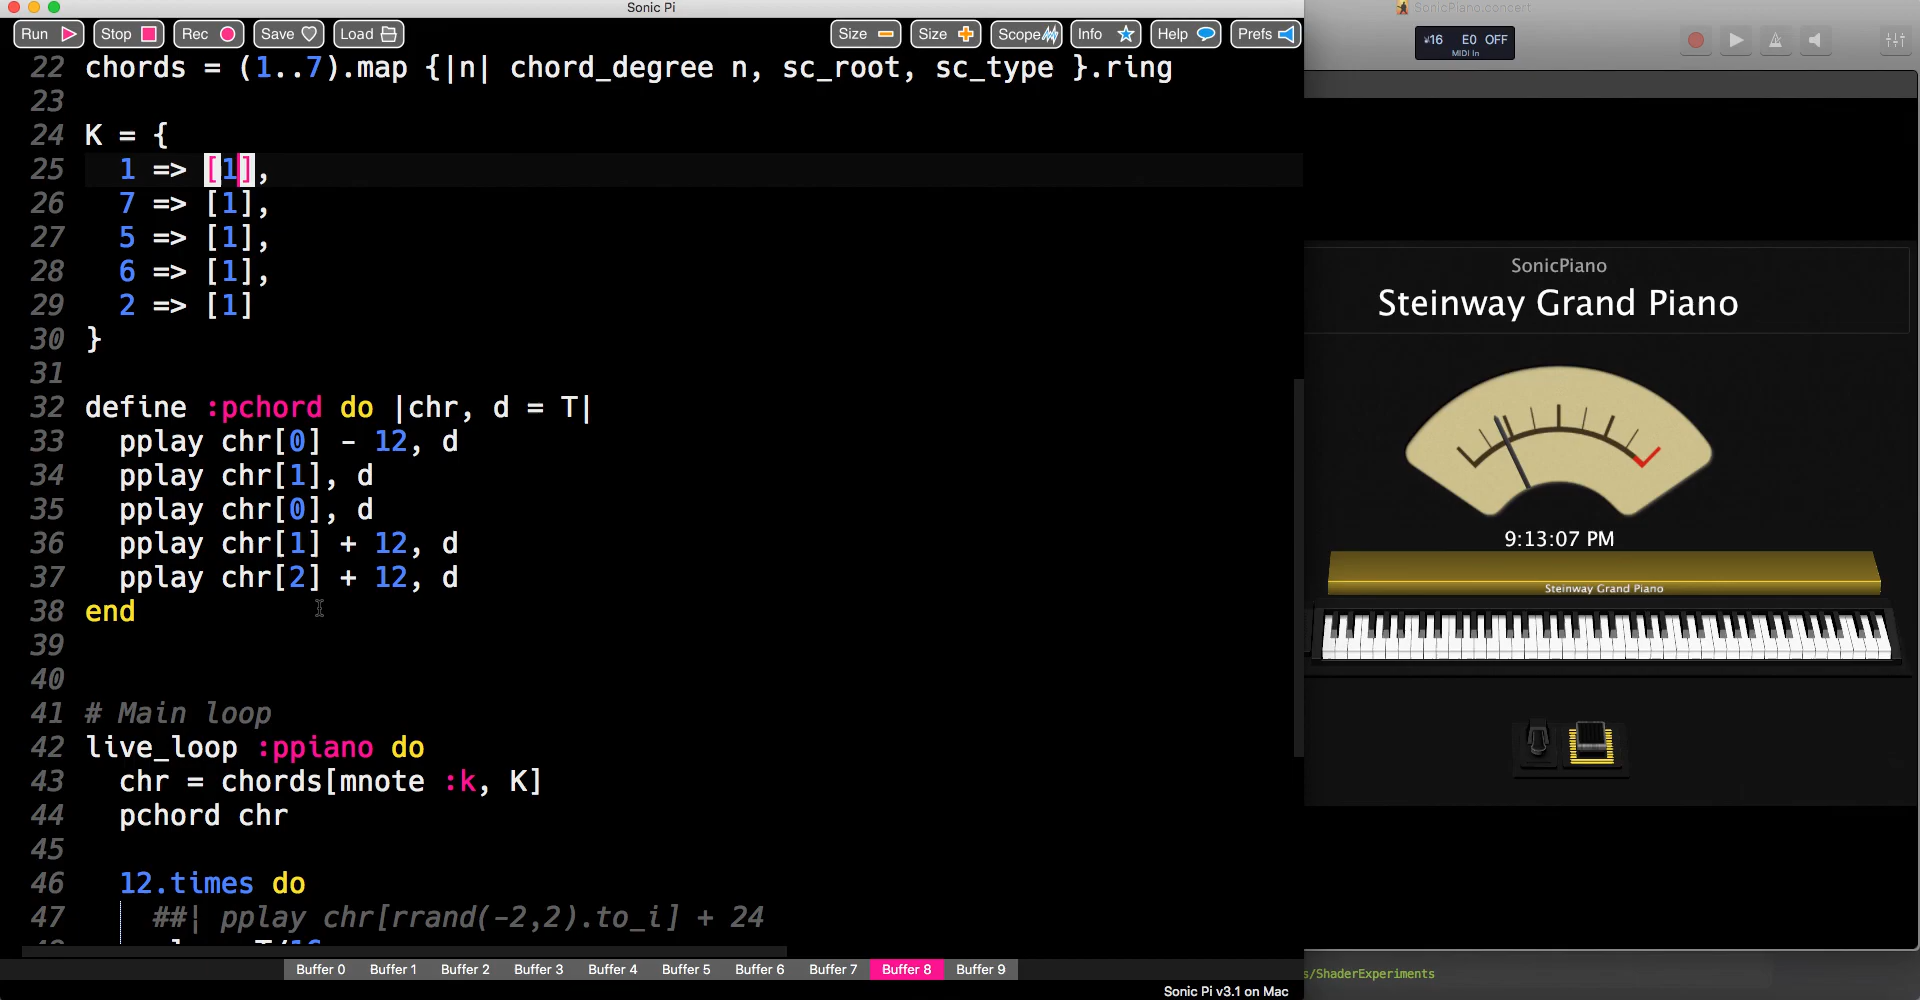 Sonic Pi
SonicPiano.concert
Run Stop Rec Save Load Size Size Scope Info Help Prefs
16 E0 OFF
MIDI In
22 chords = (1..7).map {|n| chord_degree n, sc_root, sc_type }.ring
23
24 K = {
25 1 => [1],
26 7 => [1],
27 5 => [1],
28 6 => [1],
29 2 => [1]
30 }
31
32 define :pchord do |chr, d = T|
33 pplay chr[0] - 12, d
34 pplay chr[1], d
35 pplay chr[0], d
36 pplay chr[1] + 12, d
37 pplay chr[2] + 12, d
38 end
39
40
41 # Main loop
42 live_loop :ppiano do
43 chr = chords[mnote :k, K]
44 pchord chr
45
46 12.times do
47 ##| pplay chr[rrand(-2,2).to_i] + 24
SonicPiano
Steinway Grand Piano
9:13:07 PM
Steinway Grand Piano
Buffer 0 Buffer 1 Buffer 2 Buffer 3 Buffer 4 Buffer 5 Buffer 6 Buffer 7 Buffer 8 Buffer 9
s/ShaderExperiments
Sonic Pi v3.1 on Mac